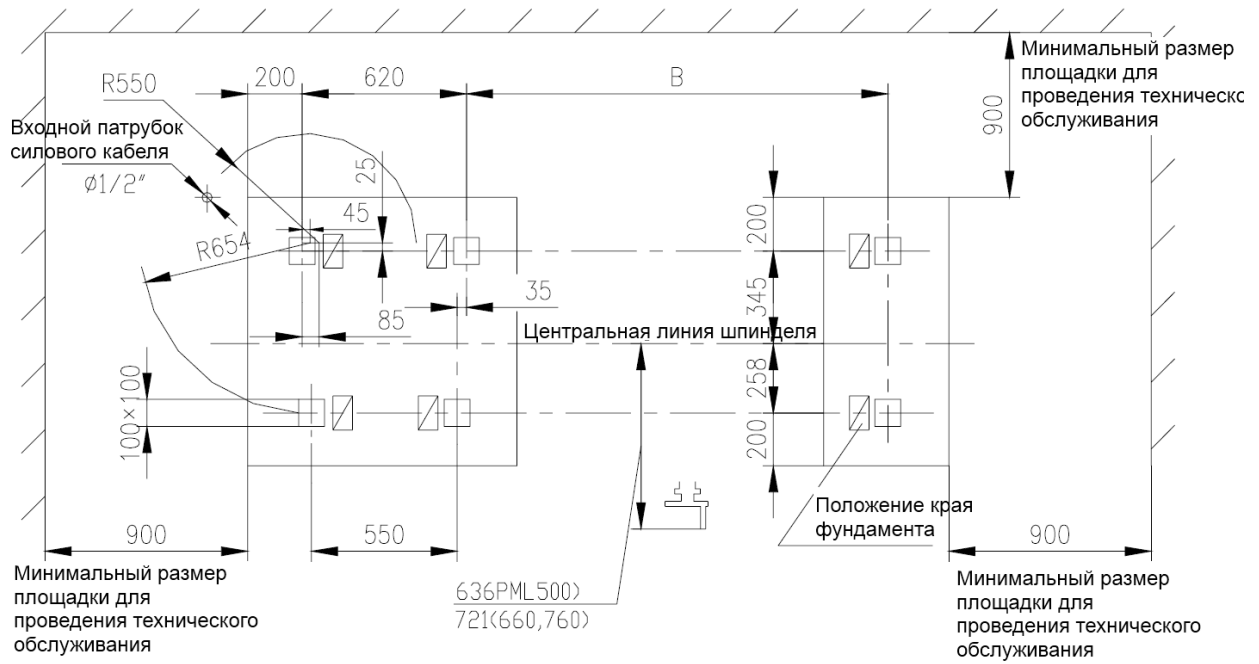 Минимальный размер
площадки для
проведения техническо
обслуживания
R550
200
620
B
900
Входной патрубок
силового кабеля
Ø1/2"
25
45
R654
200
35
345
85
Центральная линия шпинделя
258
100×100
200
Положение края
фундамента
900
550
900
Минимальный размер
площадки для
проведения технического
обслуживания
636PML500)
721(660,760)
Минимальный размер
площадки для
проведения технического
обслуживания